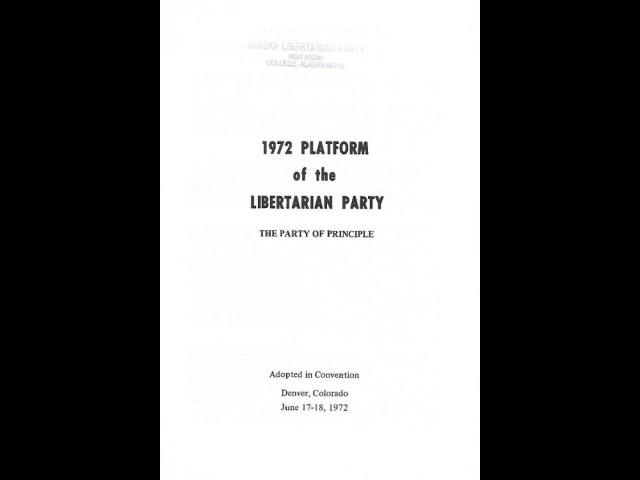 ALASKA LIBERTARIAN PARTY
COLLEGE, ALASKA
1972 PLATFORM
of the
LIBERTARIAN PARTY
THE PARTY OF PRINCIPLE
Adopted in Convention
Denver, Colorado
June 17-18, 1972